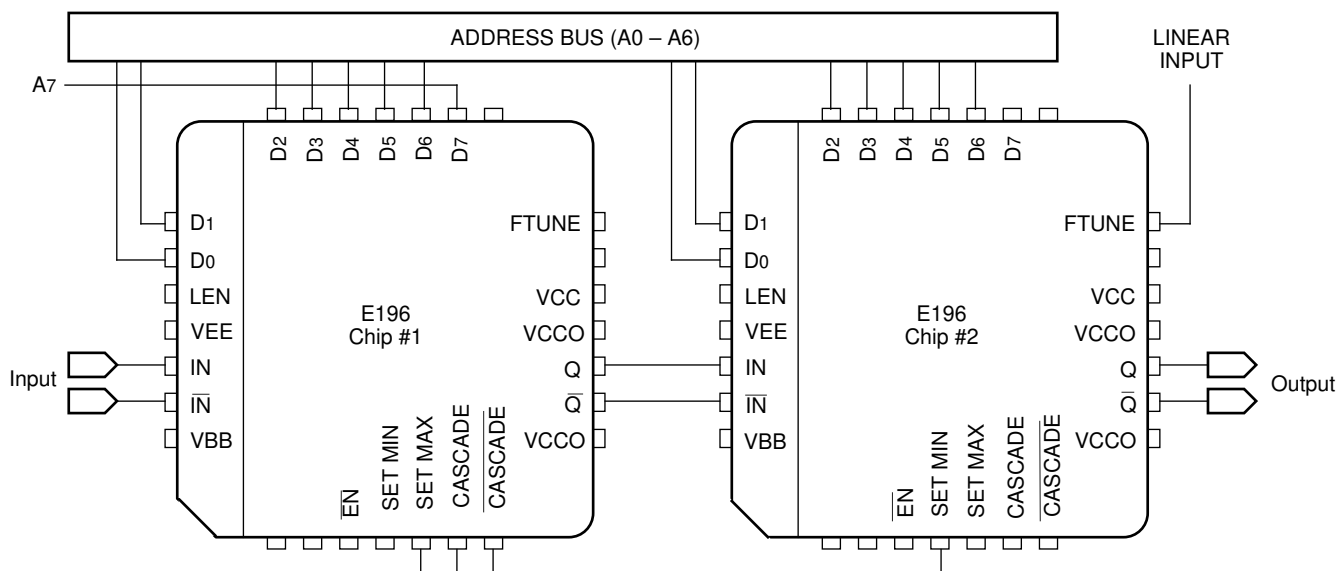 ADDRESS BUS (A0 – A6)
LINEAR
INPUT
A7
D2
D3
D4
D5
D6
D7
D1
D0
LEN
VEE
IN
IN
VBB
FTUNE
VCC
VCCO
Q
Q
VCCO
E196
Chip #1
EN
SET MIN
SET MAX
CASCADE
CASCADE
Input
D2
D3
D4
D5
D6
D7
D1
D0
LEN
VEE
IN
IN
VBB
FTUNE
VCC
VCCO
Q
Q
VCCO
E196
Chip #2
EN
SET MIN
SET MAX
CASCADE
CASCADE
Output